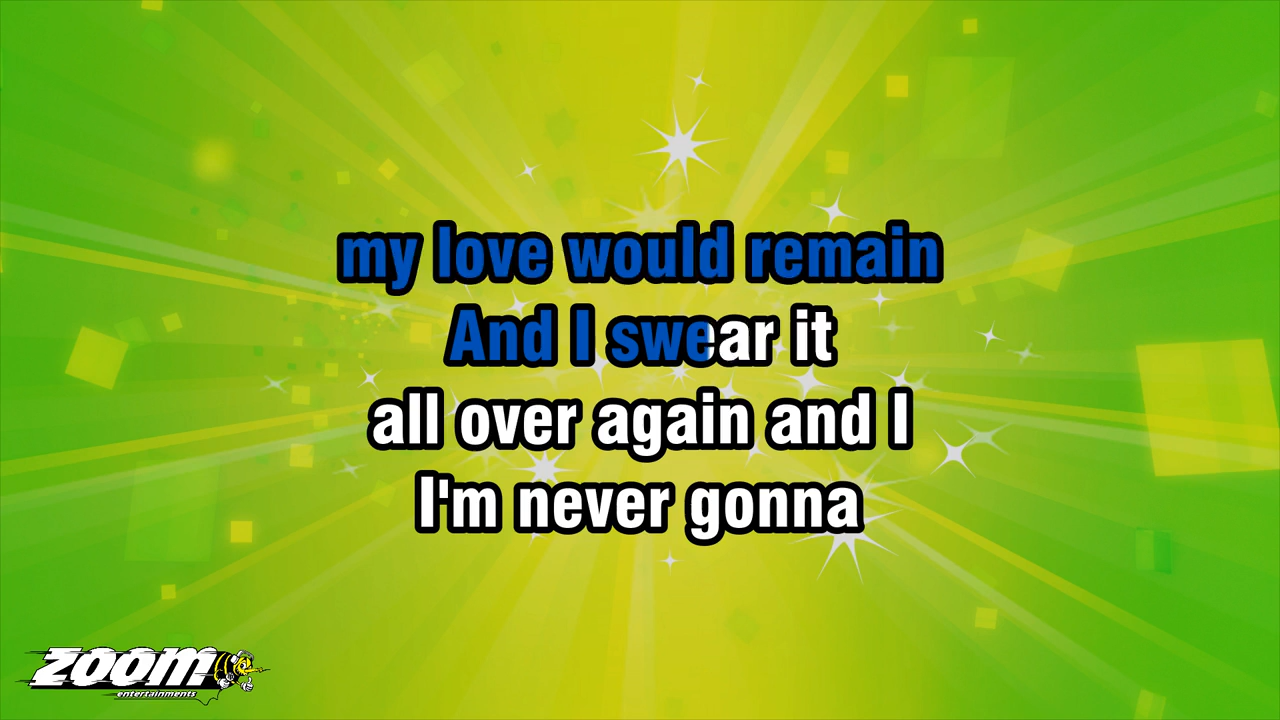 my love would remain
And I swear it
all over again and I
I'm never gonna
zoom
entertainments